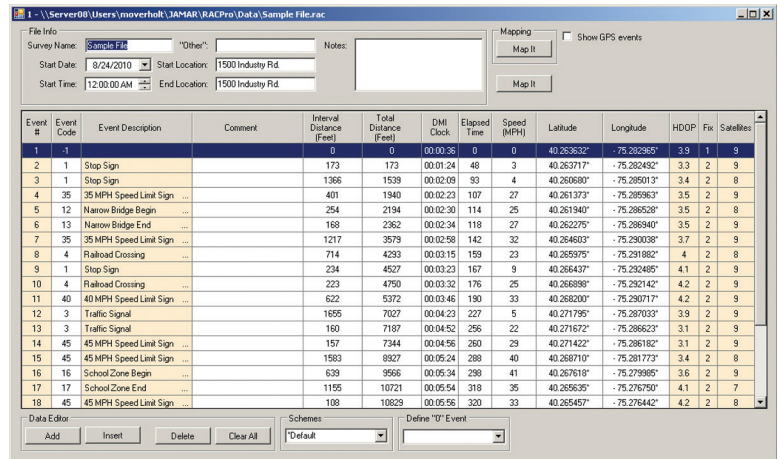 1 - \\Server08\Users\moverholt\JAMAR\RACPro\Data\Sample File.rac
File Info
Survey Name: Sample File "Other": Notes:
Start Date: 8/24/2010 Start Location: 1500 Industry Rd.
Start Time: 12:00:00 AM End Location: 1500 Industry Rd.
Mapping
Map It
Show GPS events
Map It
Event # Event Code Event Description Comment Interval Distance (Feet) Total Distance (Feet) DMI Clock Elapsed Time Speed (MPH) Latitude Longitude HDOP Fix Satellites
1 -1 0 0 00:00:36 0 0 40.263632° -75.282965° 3.9 1 9
2 1 Stop Sign 173 173 00:01:24 48 3 40.263717° -75.282492° 3.3 2 9
3 1 Stop Sign 1366 1539 00:02:09 93 4 40.260680° -75.285013° 3.4 2 8
4 35 35 MPH Speed Limit Sign ... 401 1940 00:02:23 107 27 40.261373° -75.285963° 3.5 2 9
5 12 Narrow Bridge Begin ... 254 2194 00:02:30 114 25 40.261940° -75.286528° 3.5 2 8
6 13 Narrow Bridge End ... 168 2362 00:02:34 118 27 40.262275° -75.286940° 3.5 2 9
7 35 35 MPH Speed Limit Sign ... 1217 3579 00:02:58 142 32 40.264603° -75.290038° 3.7 2 9
8 4 Railroad Crossing ... 714 4293 00:03:15 159 23 40.265975° -75.291882° 4 2 8
9 1 Stop Sign 234 4527 00:03:23 167 9 40.266437° -75.292485° 4.1 2 9
10 4 Railroad Crossing ... 223 4750 00:03:32 176 25 40.266898° -75.292142° 4.2 2 9
11 40 40 MPH Speed Limit Sign ... 622 5372 00:03:46 190 33 40.268200° -75.290717° 4.2 2 9
12 3 Traffic Signal 1655 7027 00:04:23 227 5 40.271795° -75.287033° 3.9 2 9
13 3 Traffic Signal 160 7187 00:04:52 256 22 40.271672° -75.286623° 3.1 2 9
14 45 45 MPH Speed Limit Sign ... 157 7344 00:04:56 260 29 40.271422° -75.286182° 3.1 2 9
15 45 45 MPH Speed Limit Sign ... 1583 8927 00:05:24 288 40 40.268710° -75.281773° 3.4 2 8
16 16 School Zone Begin ... 639 9566 00:05:34 298 41 40.267618° -75.279985° 3.6 2 9
17 17 School Zone End ... 1155 10721 00:05:54 318 35 40.265635° -75.276750° 4.1 2 7
18 45 45 MPH Speed Limit Sign ... 108 10829 00:05:56 320 33 40.265457° -75.276442° 4.2 2 8
Data Editor
Add Insert Delete Clear All
Schemes
*Default
Define "0" Event